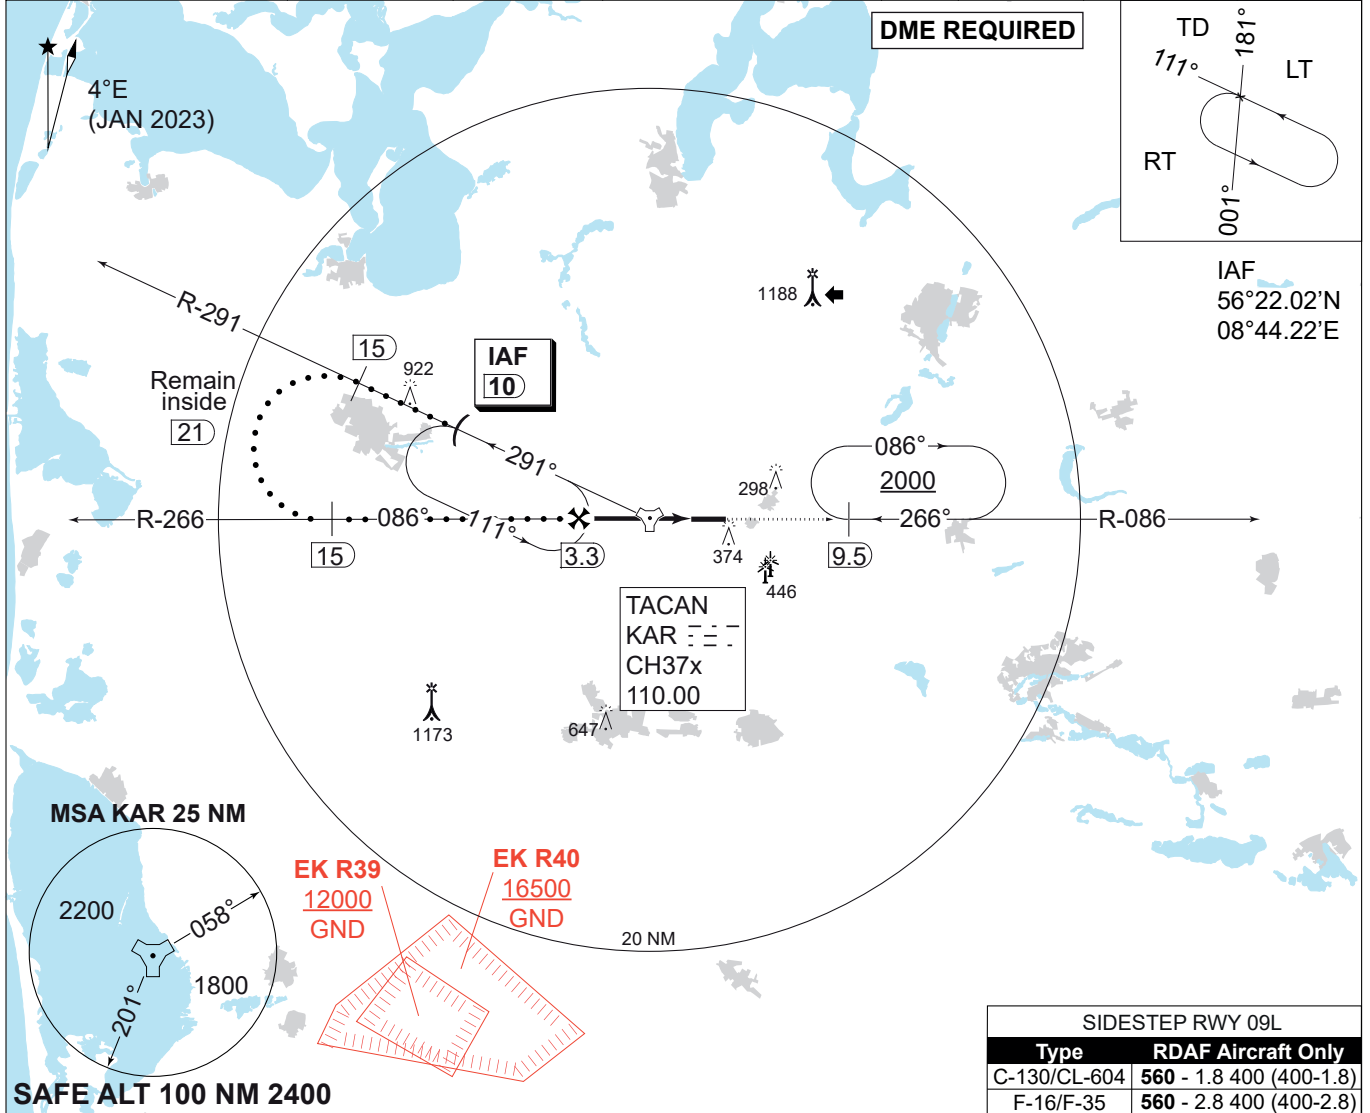 DME REQUIRED
4°E
(JAN 2023)
TD
111°
181°
LT
RT
001°
IAF
56°22.02’N
08°44.22’E
R-291
15
922
IAF
10
1188
Remain
inside
21
291°
086°
2000
298
266°
R-266
086°
111°
R-086
15
3.3
374
9.5
446
TACAN
KAR
CH37x
110.00
1173
647
MSA KAR 25 NM
2200
058°
1800
201°
EK R39
12000
GND
EK R40
16500
GND
20 NM
SAFE ALT 100 NM 2400
SIDESTEP RWY 09L
Type RDAF Aircraft Only
C-130/CL-604 560 - 1.8 400 (400-1.8)
F-16/F-35 560 - 2.8 400 (400-2.8)